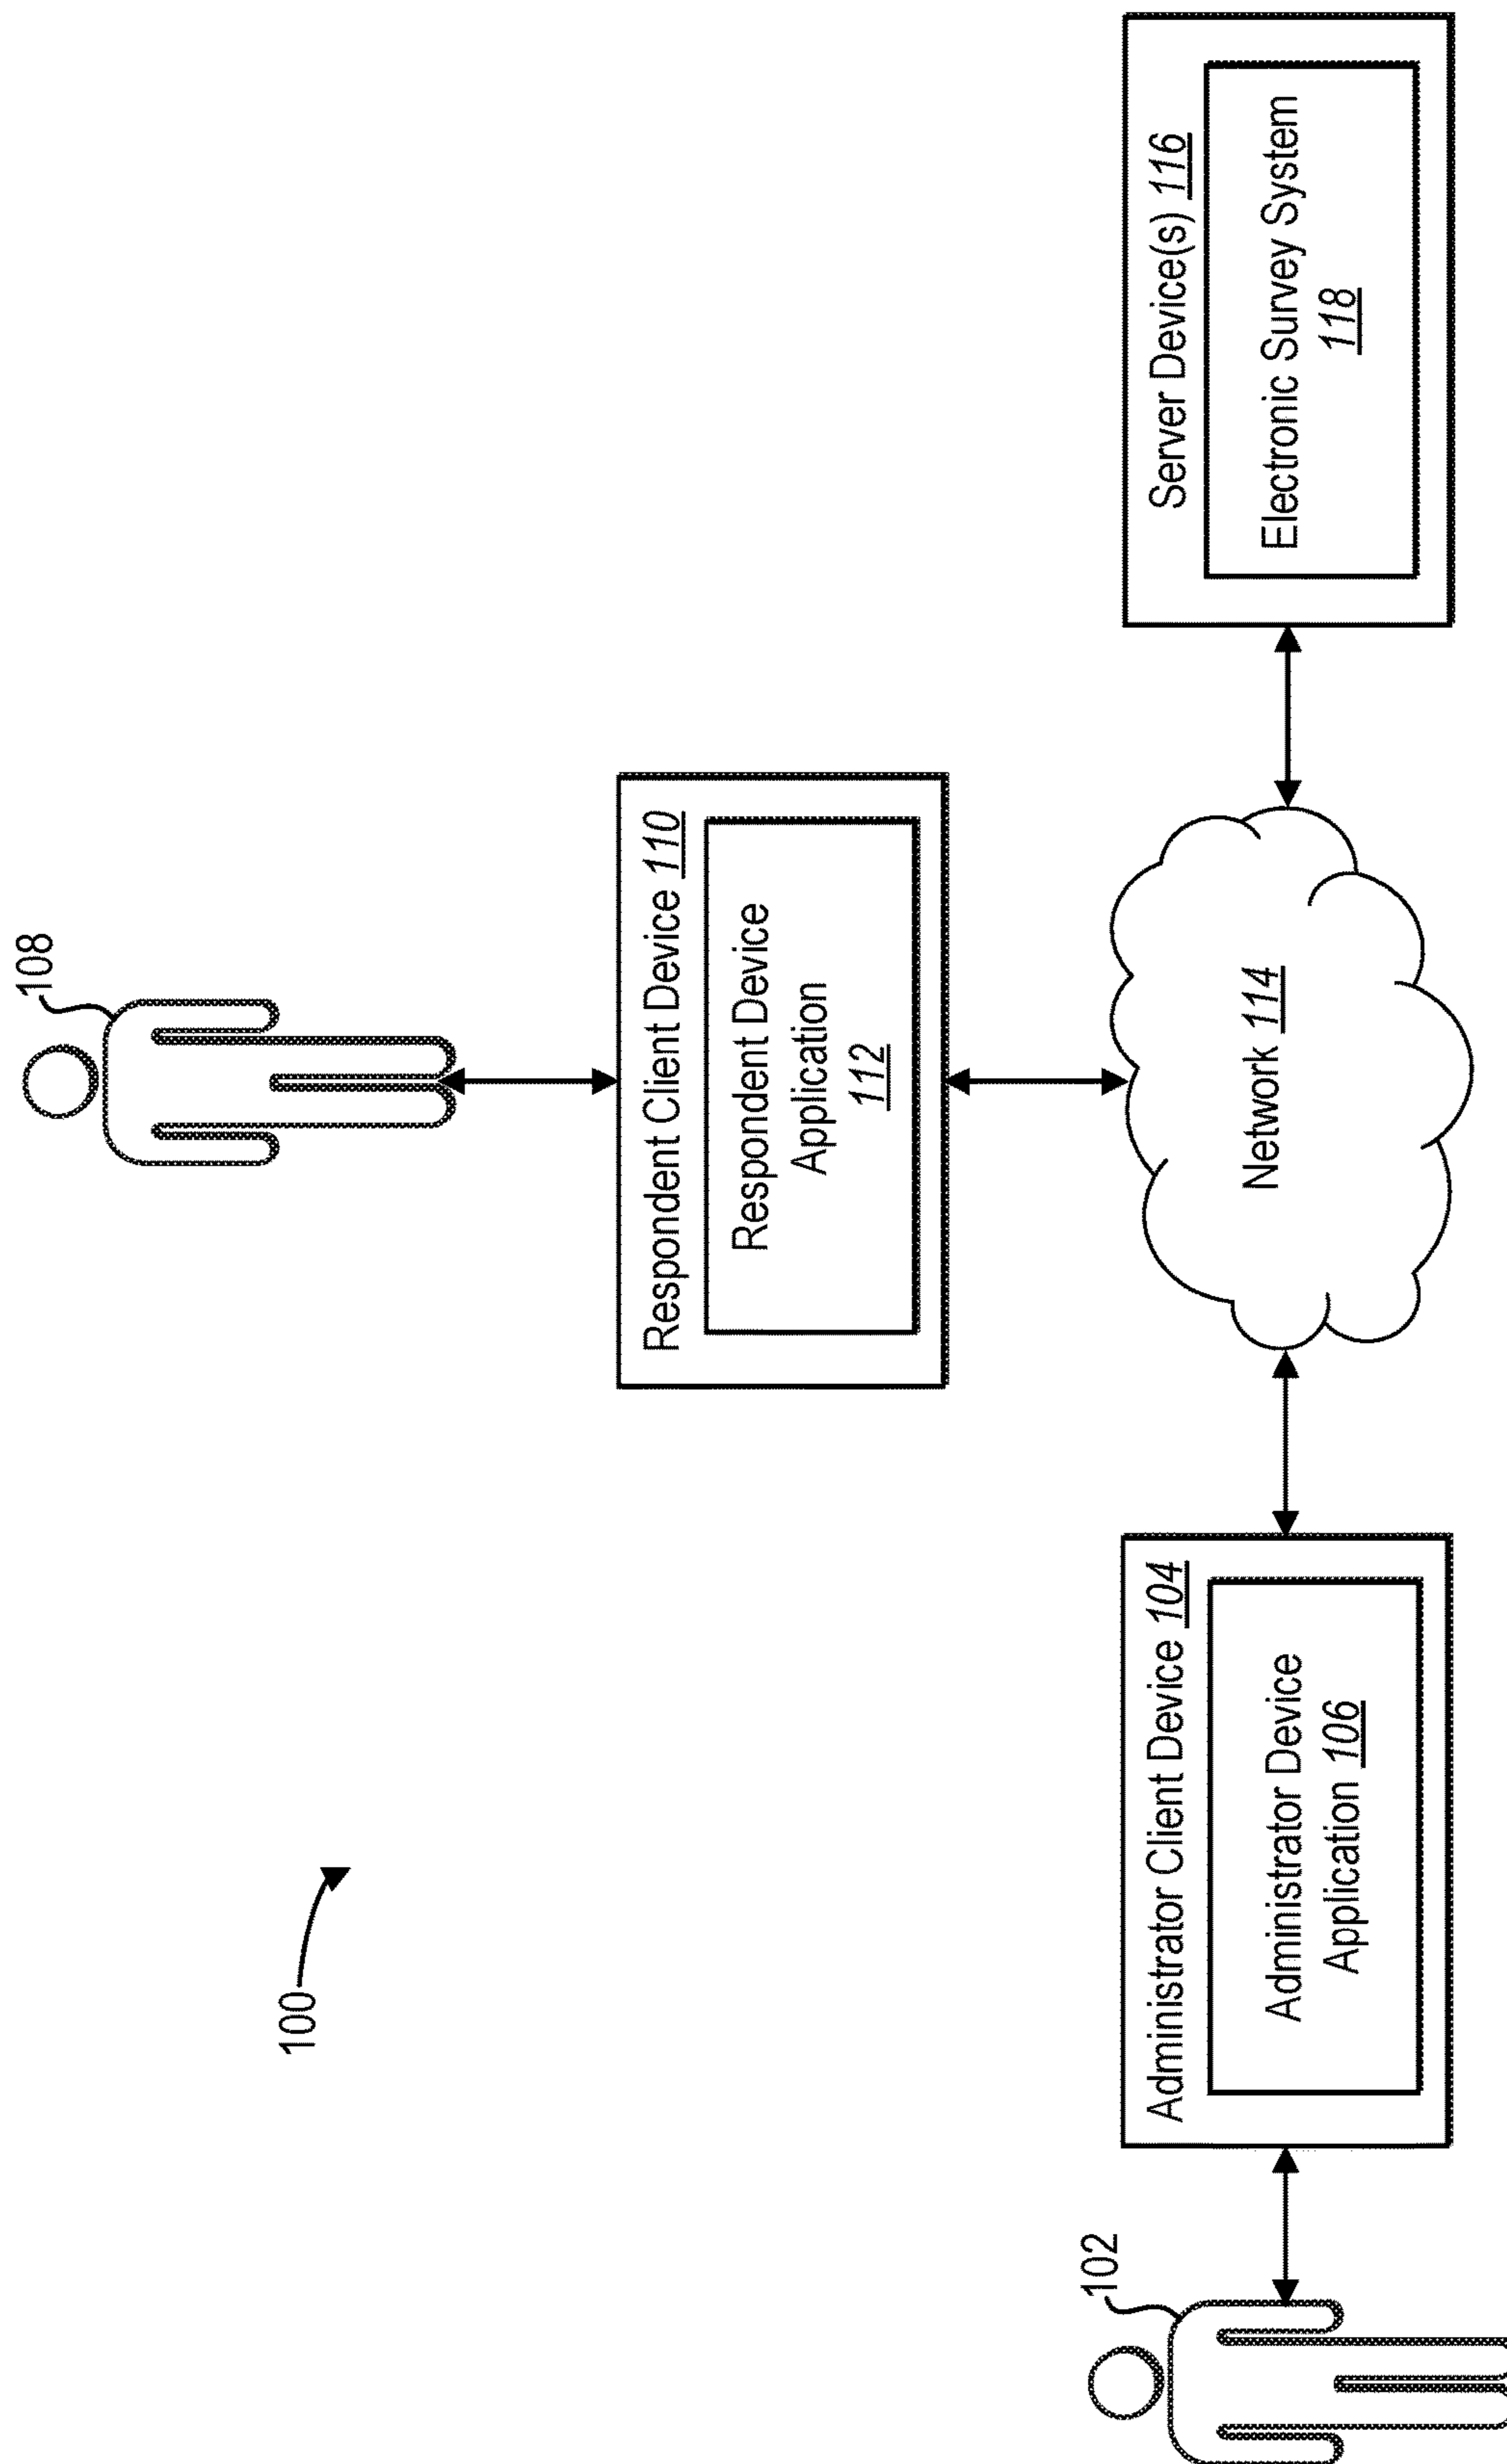 108
Respondent Client Device 110
Respondent Device
Application
112
100
102
Administrator Client Device 104
Administrator Device
Application 106
Network 114
Server Device(s) 116
Electronic Survey System
118